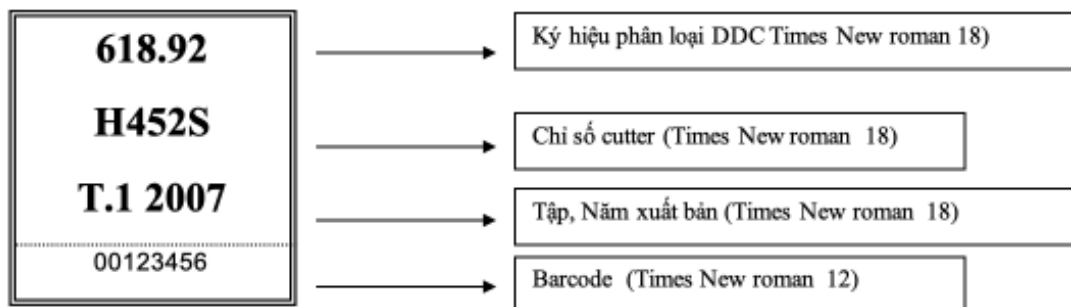 618.92
Ký hiệu phân loại DDC Times New roman 18)
H452S
Chỉ số cutter (Times New roman 18)
T.1 2007
Tập, Năm xuất bản (Times New roman 18)
00123456
Barcode (Times New roman 12)